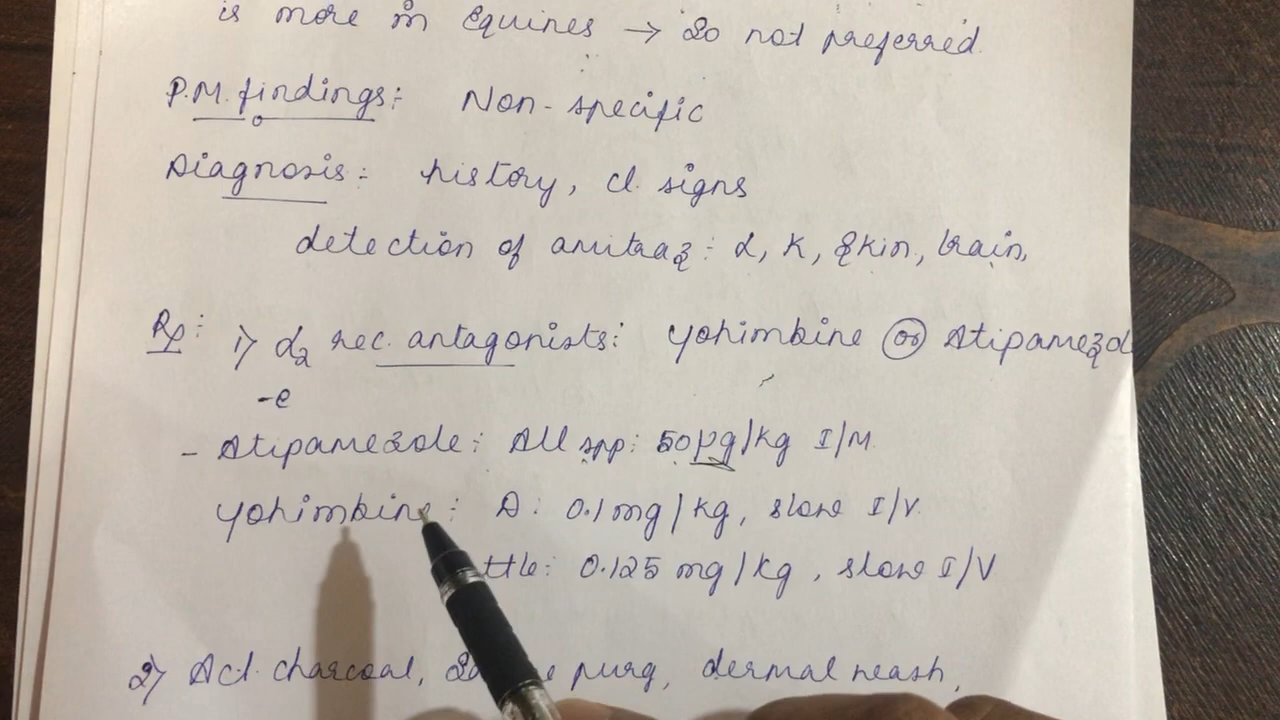 is more in Equines → So not preferred.
P.M. findings: Non-specific
Diagnosis: history, cl. signs
detection of amitraz: L, K, Skin, brain,
Rx: 1) α2 rec. antagonists: Yohimbine (or) Atipamezol
-e
- Atipamezole: All spp: 50µg/kg I/M.
Yohimbine: D: 0.1mg/kg, slow I/V.
ttle: 0.125 mg/kg, slow I/V
2) Act. charcoal, purg, dermal wash,